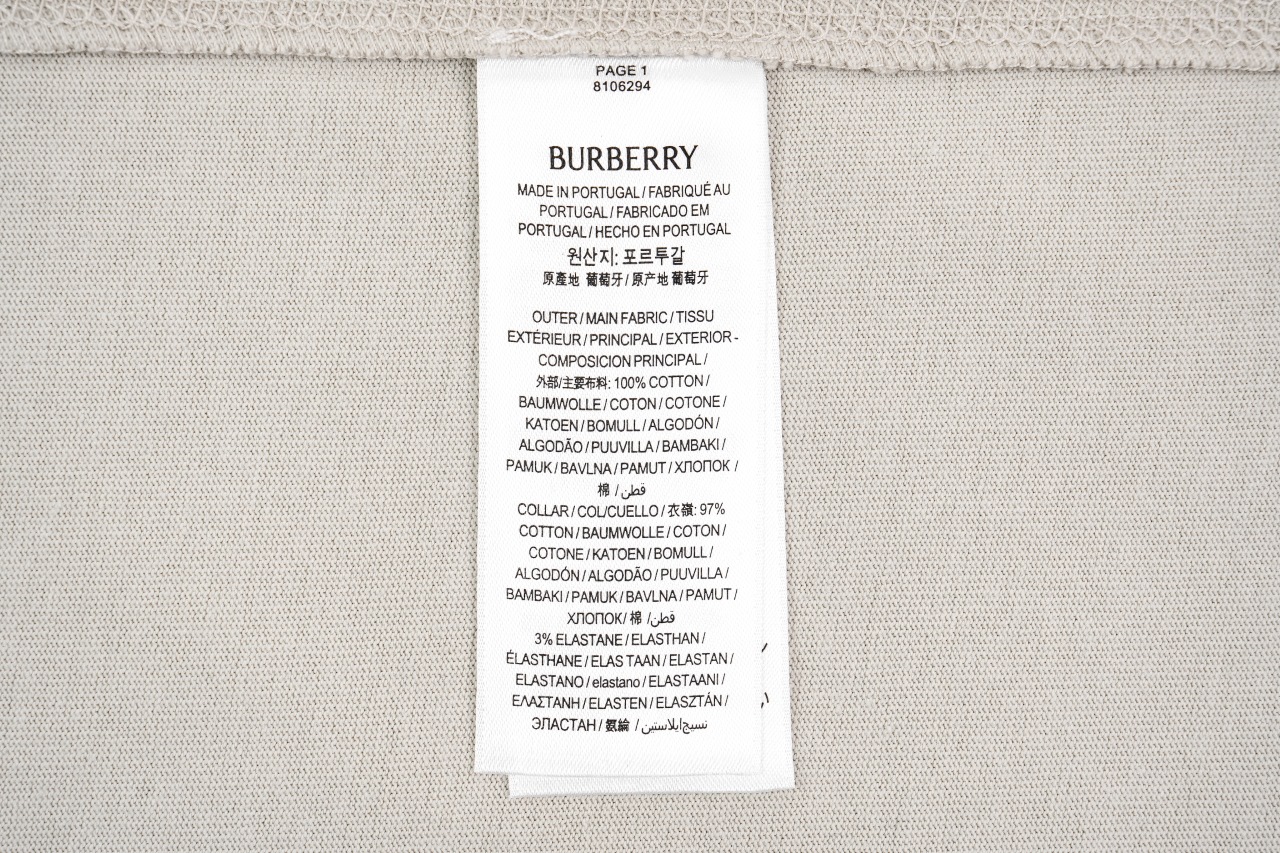 PAGE 1
8106294
BURBERRY
MADE IN PORTUGAL / FABRIQUÉ AU
PORTUGAL / FABRICADO EM
PORTUGAL / HECHO EN PORTUGAL
원산지: 포르투갈
原產地 葡萄牙 / 原产地 葡萄牙
OUTER / MAIN FABRIC / TISSU
EXTÉRIEUR / PRINCIPAL / EXTERIOR -
COMPOSICION PRINCIPAL /
外部/主要布料: 100% COTTON /
BAUMWOLLE / COTON / COTONE /
KATOEN / BOMULL / ALGODÓN /
ALGODÃO / PUUVILLA / BAMBAKI /
PAMUK / BAVLNA / PAMUT / ХЛОПОК /
棉 / قطن
COLLAR / COL/CUELLO / 衣嶺: 97%
COTTON / BAUMWOLLE / COTON /
COTONE / KATOEN / BOMULL /
ALGODÓN / ALGODÃO / PUUVILLA /
BAMBAKI / PAMUK / BAVLNA / PAMUT /
ХЛОПОК/ 棉 /قطن
3% ELASTANE / ELASTHAN /
ÉLASTHANE / ELAS TAAN / ELASTAN /
ELASTANO / elastano / ELASTAANI /
ΕΛΑΣΤΑΝΗ / ELASTEN / ELASZTÁN /
ЭЛАСТАН / 氨綸 / نسيج ايلاستين